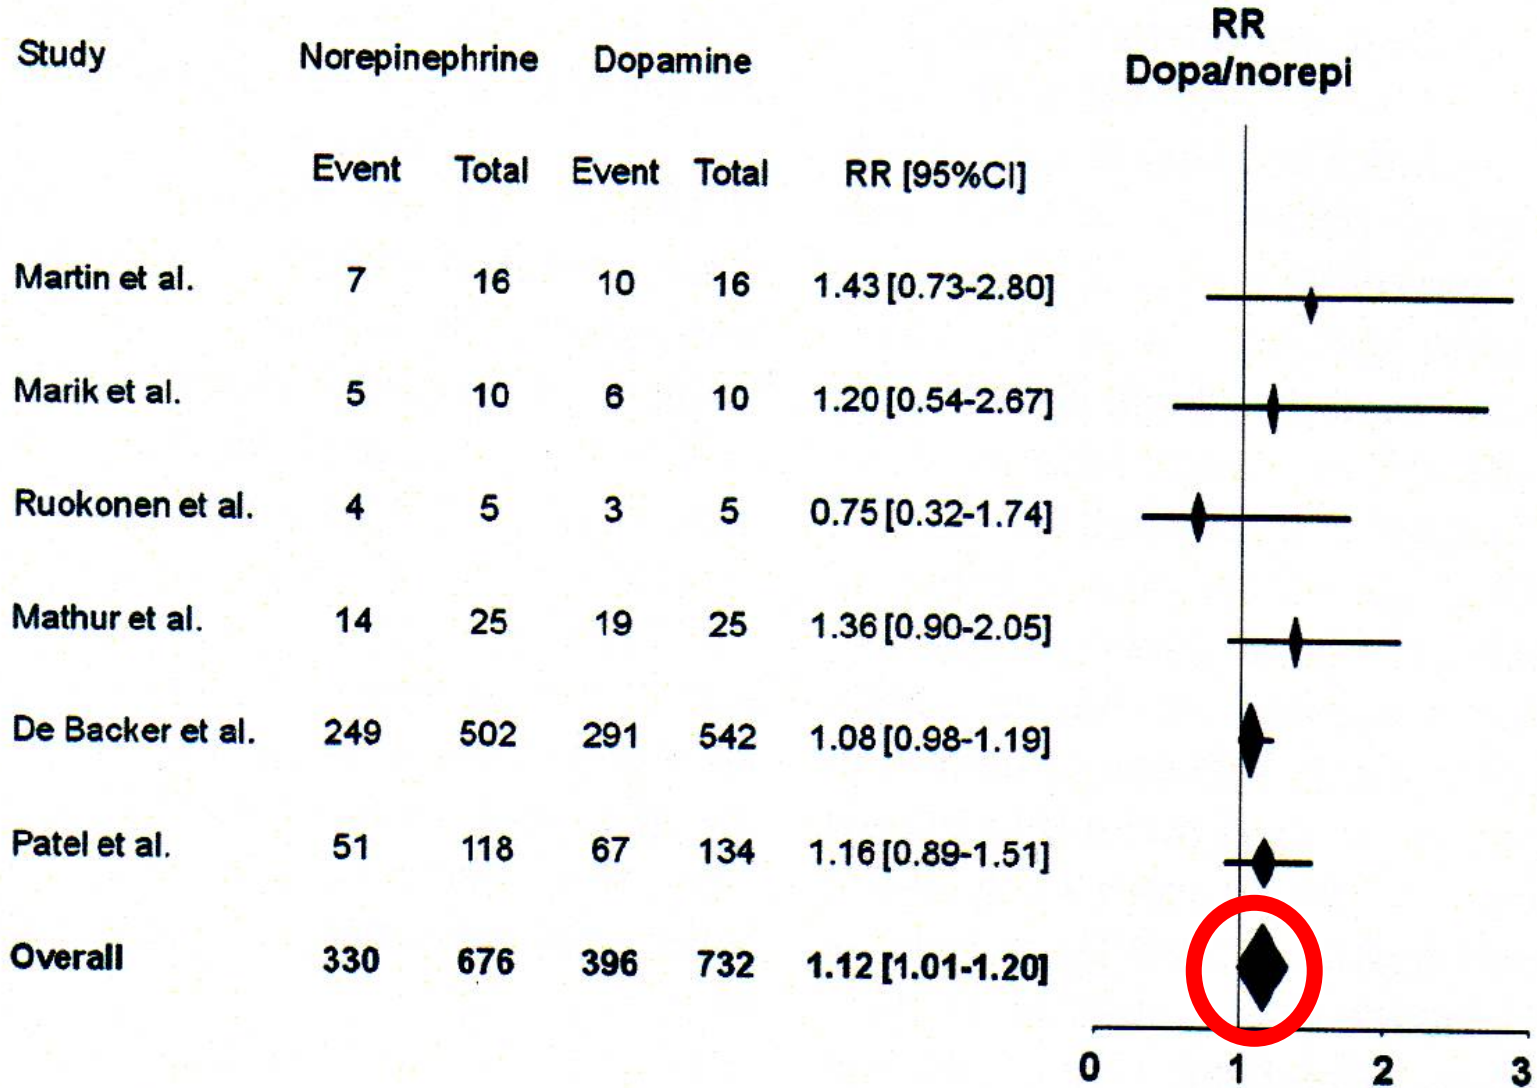 RR
Study Norepinephrine Dopamine Dopa/norepi
Event Total Event Total RR [95%CI]
Martin et al. 7 16 10 16 1.43 [0.73-2.80]
Marik et al. 5 10 6 10 1.20 [0.54-2.67]
Ruokonen et al. 4 5 3 5 0.75 [0.32-1.74]
Mathur et al. 14 25 19 25 1.36 [0.90-2.05]
De Backer et al. 249 502 291 542 1.08 [0.98-1.19]
Patel et al. 51 118 67 134 1.16 [0.89-1.51]
Overall 330 676 396 732 1.12 [1.01-1.20]
0 1 2 3